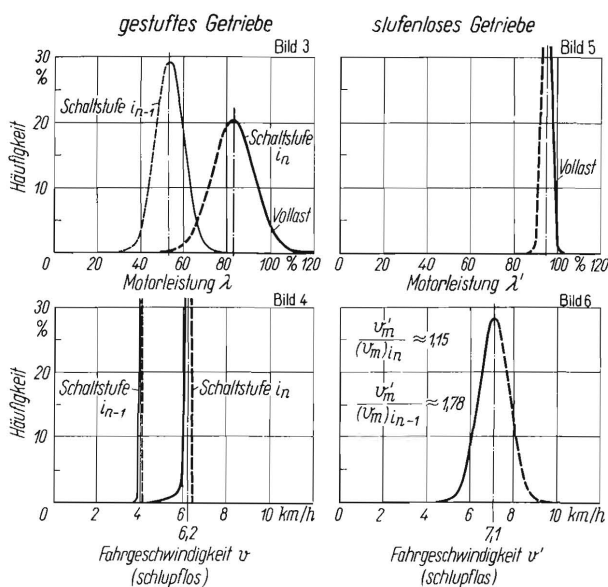 gestuftes Getriebe
slufenloses Getriebe
Bild 3
30
%
20
10
0
Häufigkeit
Schaltstufe i_{n-1}
Schaltstufe
i_n
Vollast
20 40 60 80 100 % 120
Motorleistung λ
Bild 5
30
%
20
10
0
Häufigkeit
Vollast
20 40 60 80 100 % 120
Motorleistung λ'
Bild 4
30
%
20
10
0
Häufigkeit
Schaltstufe
i_{n-1}
Schaltstufe i_n
2 4 6 8 10 km/h
6,2
Fahrgeschwindigkeit v
(schlupflos)
Bild 6
v'_m / (v_m)i_n ≈ 1,15
v'_m / (v_m)i_{n-1} ≈ 1,78
0 2 4 6 8 10 km/h
7,1
Fahrgeschwindigkeit v'
(schlupflos)